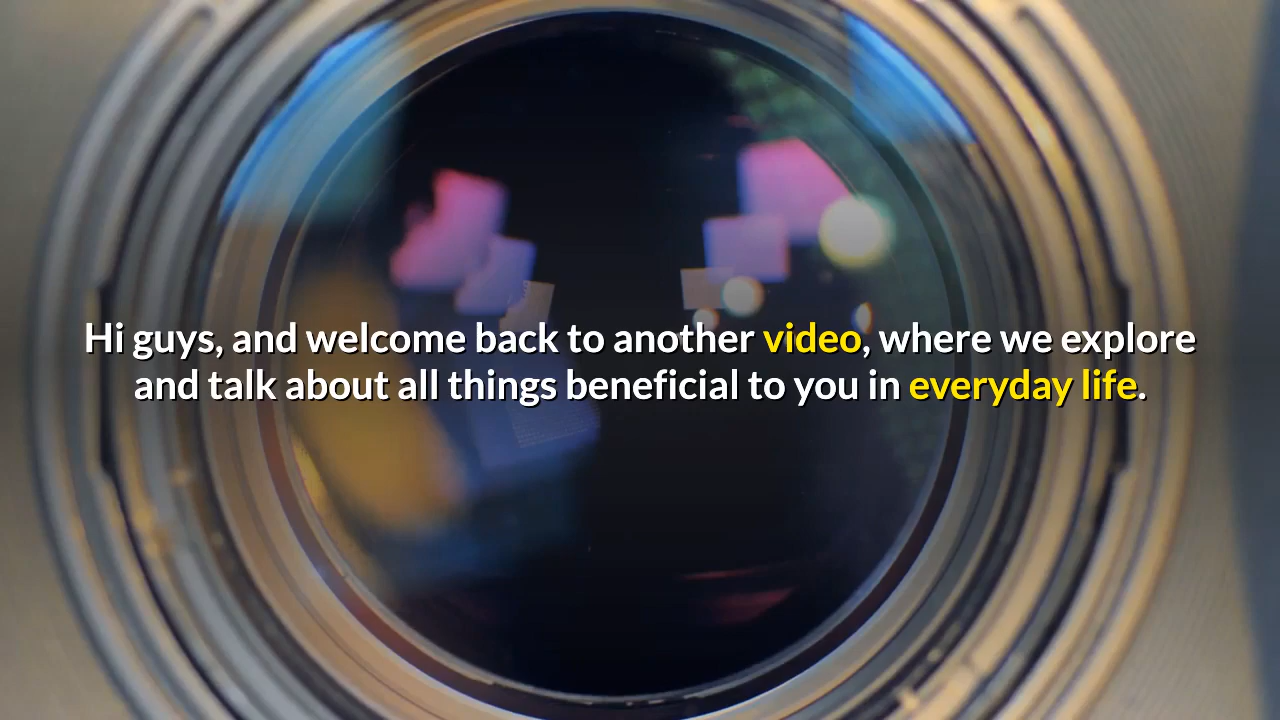 Hi guys, and welcome back to another video, where we explore
and talk about all things beneficial to you in everyday life.